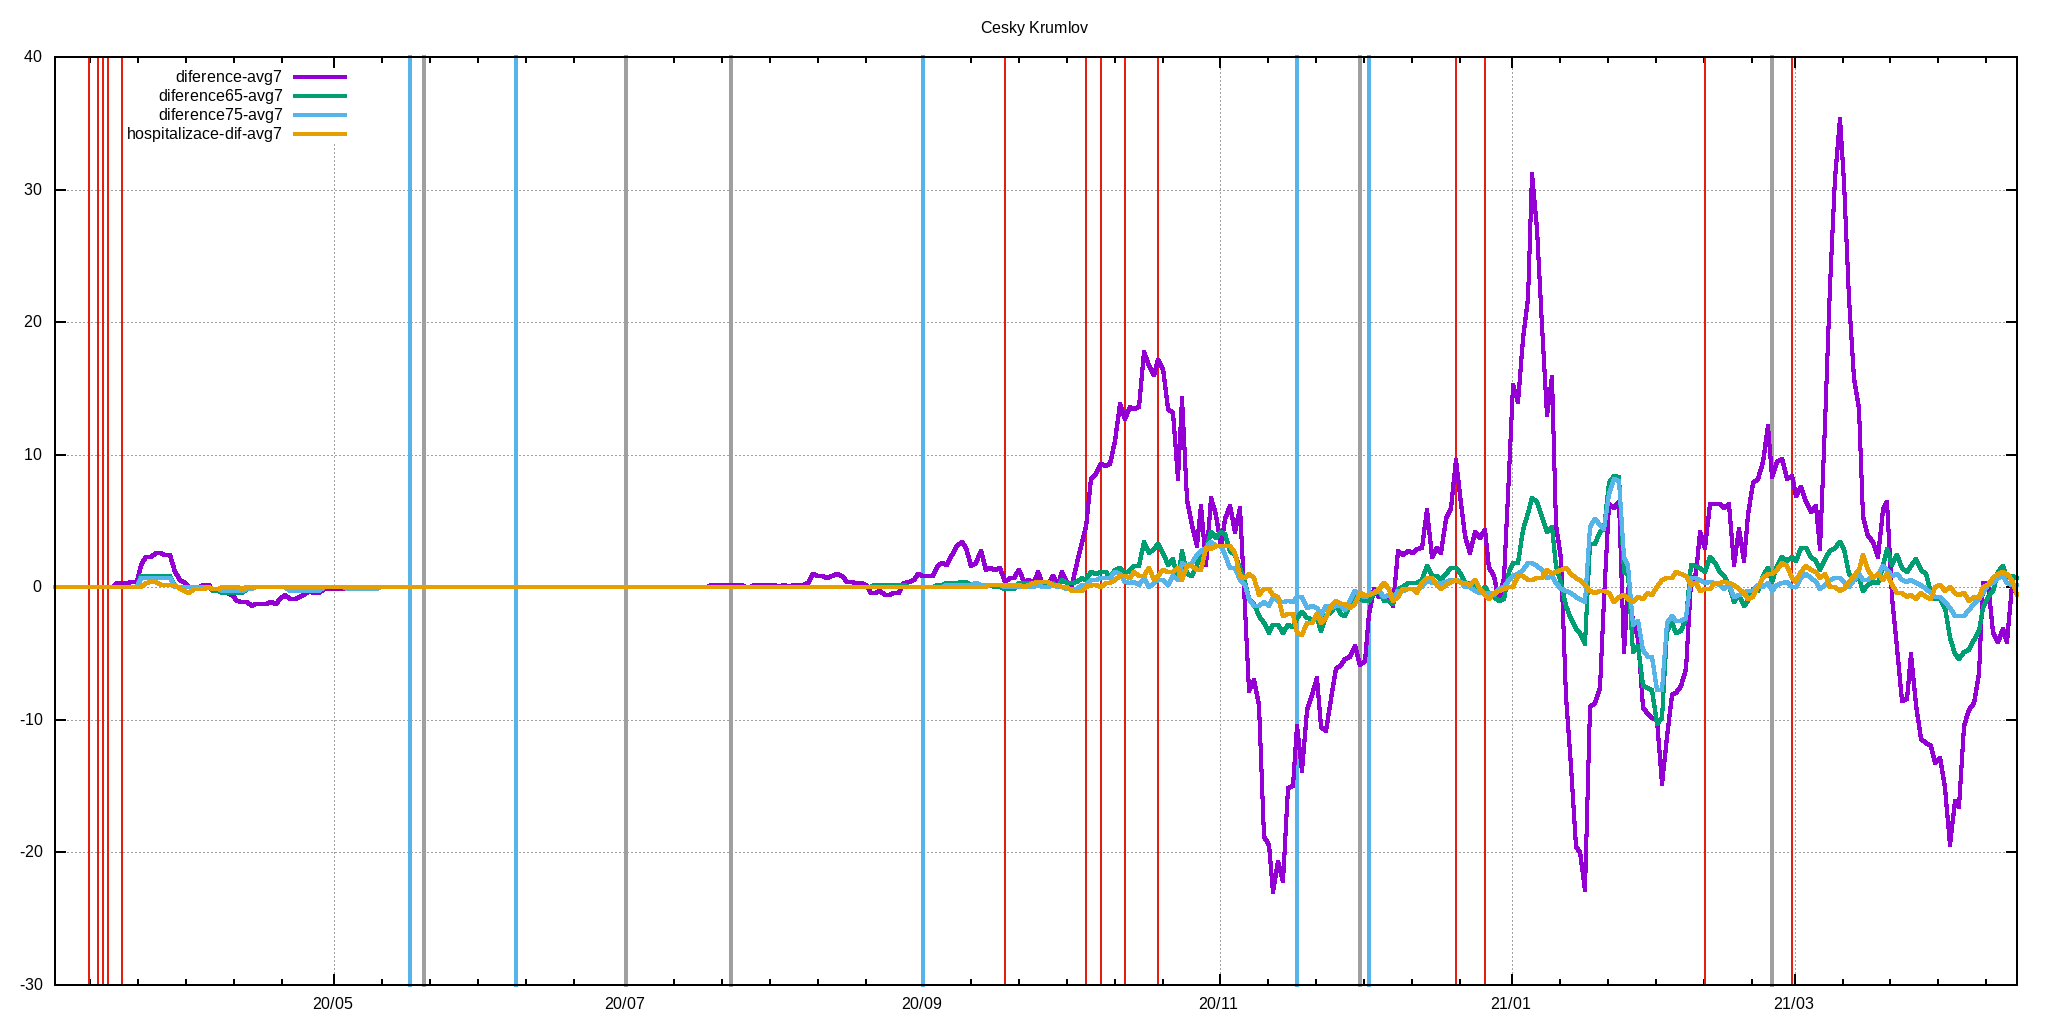 Cesky Krumlov
40
30
20
10
0
-10
-20
-30
diference-avg7
diference65-avg7
diference75-avg7
hospitalizace-dif-avg7
20/05
20/07
20/09
20/11
21/01
21/03